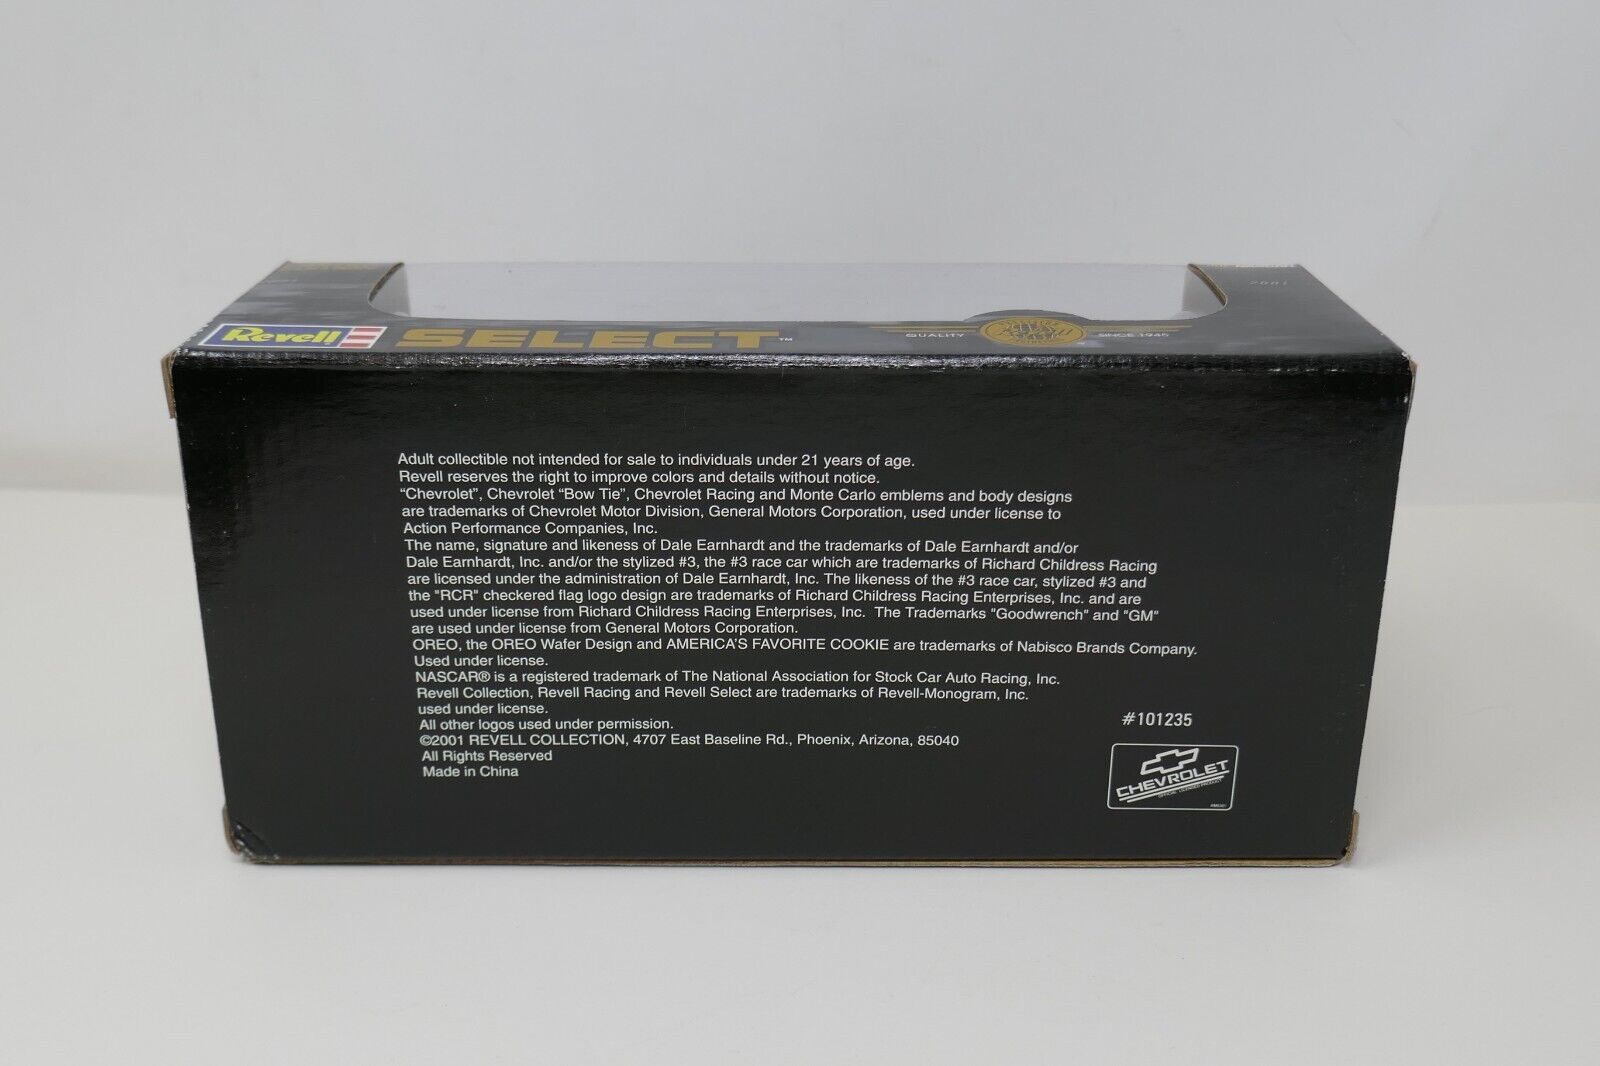 2001
Revell SELECT™ QUALITY SINCE 1945
Adult collectible not intended for sale to individuals under 21 years of age.
Revell reserves the right to improve colors and details without notice.
“Chevrolet”, Chevrolet “Bow Tie”, Chevrolet Racing and Monte Carlo emblems and body designs
are trademarks of Chevrolet Motor Division, General Motors Corporation, used under license to
Action Performance Companies, Inc.
The name, signature and likeness of Dale Earnhardt and the trademarks of Dale Earnhardt and/or
Dale Earnhardt, Inc. and/or the stylized #3, the #3 race car which are trademarks of Richard Childress Racing
are licensed under the administration of Dale Earnhardt, Inc. The likeness of the #3 race car, stylized #3 and
the "RCR" checkered flag logo design are trademarks of Richard Childress Racing Enterprises, Inc. and are
used under license from Richard Childress Racing Enterprises, Inc. The Trademarks "Goodwrench" and "GM"
are used under license from General Motors Corporation.
OREO, the OREO Wafer Design and AMERICA'S FAVORITE COOKIE are trademarks of Nabisco Brands Company.
Used under license.
NASCAR® is a registered trademark of The National Association for Stock Car Auto Racing, Inc.
Revell Collection, Revell Racing and Revell Select are trademarks of Revell-Monogram, Inc.
used under license.
All other logos used under permission.
©2001 REVELL COLLECTION, 4707 East Baseline Rd., Phoenix, Arizona, 85040
All Rights Reserved
Made in China
#101235
CHEVROLET
OFFICIAL LICENSED PRODUCT